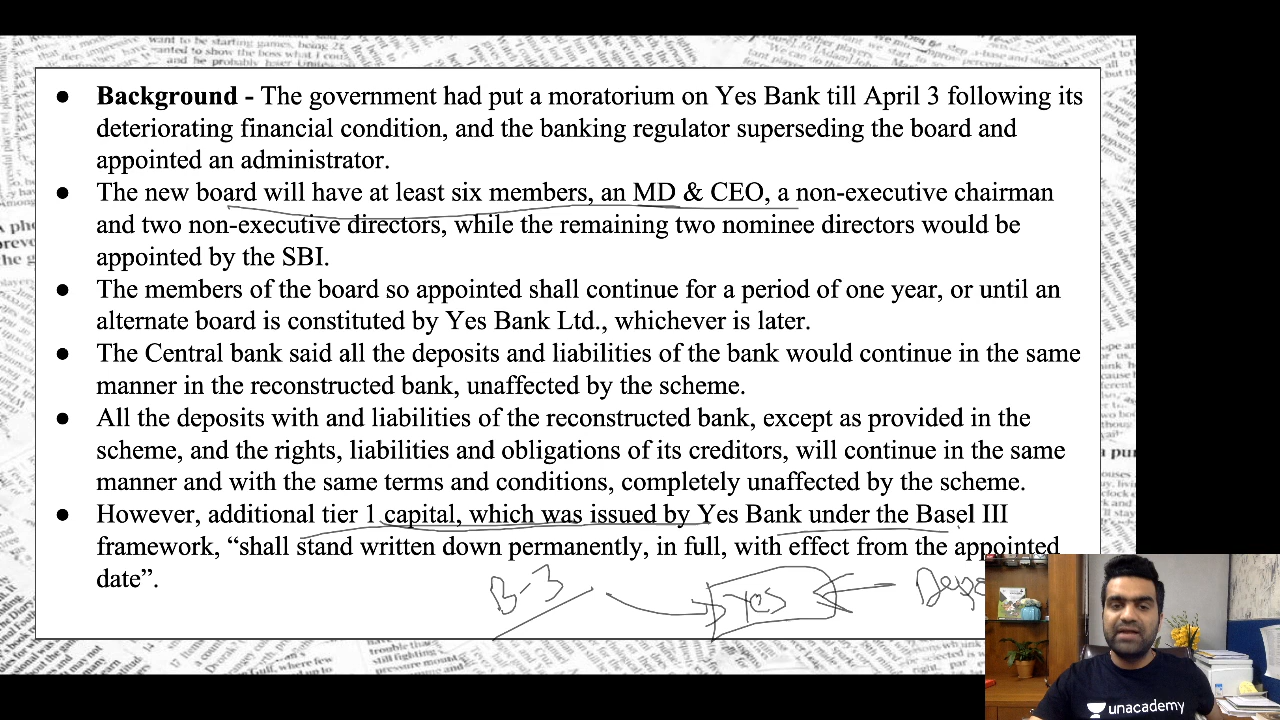 ● Background - The government had put a moratorium on Yes Bank till April 3 following its
deteriorating financial condition, and the banking regulator superseding the board and
appointed an administrator.
● The new board will have at least six members, an MD & CEO, a non-executive chairman
and two non-executive directors, while the remaining two nominee directors would be
appointed by the SBI.
● The members of the board so appointed shall continue for a period of one year, or until an
alternate board is constituted by Yes Bank Ltd., whichever is later.
● The Central bank said all the deposits and liabilities of the bank would continue in the same
manner in the reconstructed bank, unaffected by the scheme.
● All the deposits with and liabilities of the reconstructed bank, except as provided in the
scheme, and the rights, liabilities and obligations of its creditors, will continue in the same
manner and with the same terms and conditions, completely unaffected by the scheme.
● However, additional tier 1 capital, which was issued by Yes Bank under the Basel III
framework, “shall stand written down permanently, in full, with effect from the appointed
date”.
B-3 Yes
unacademy